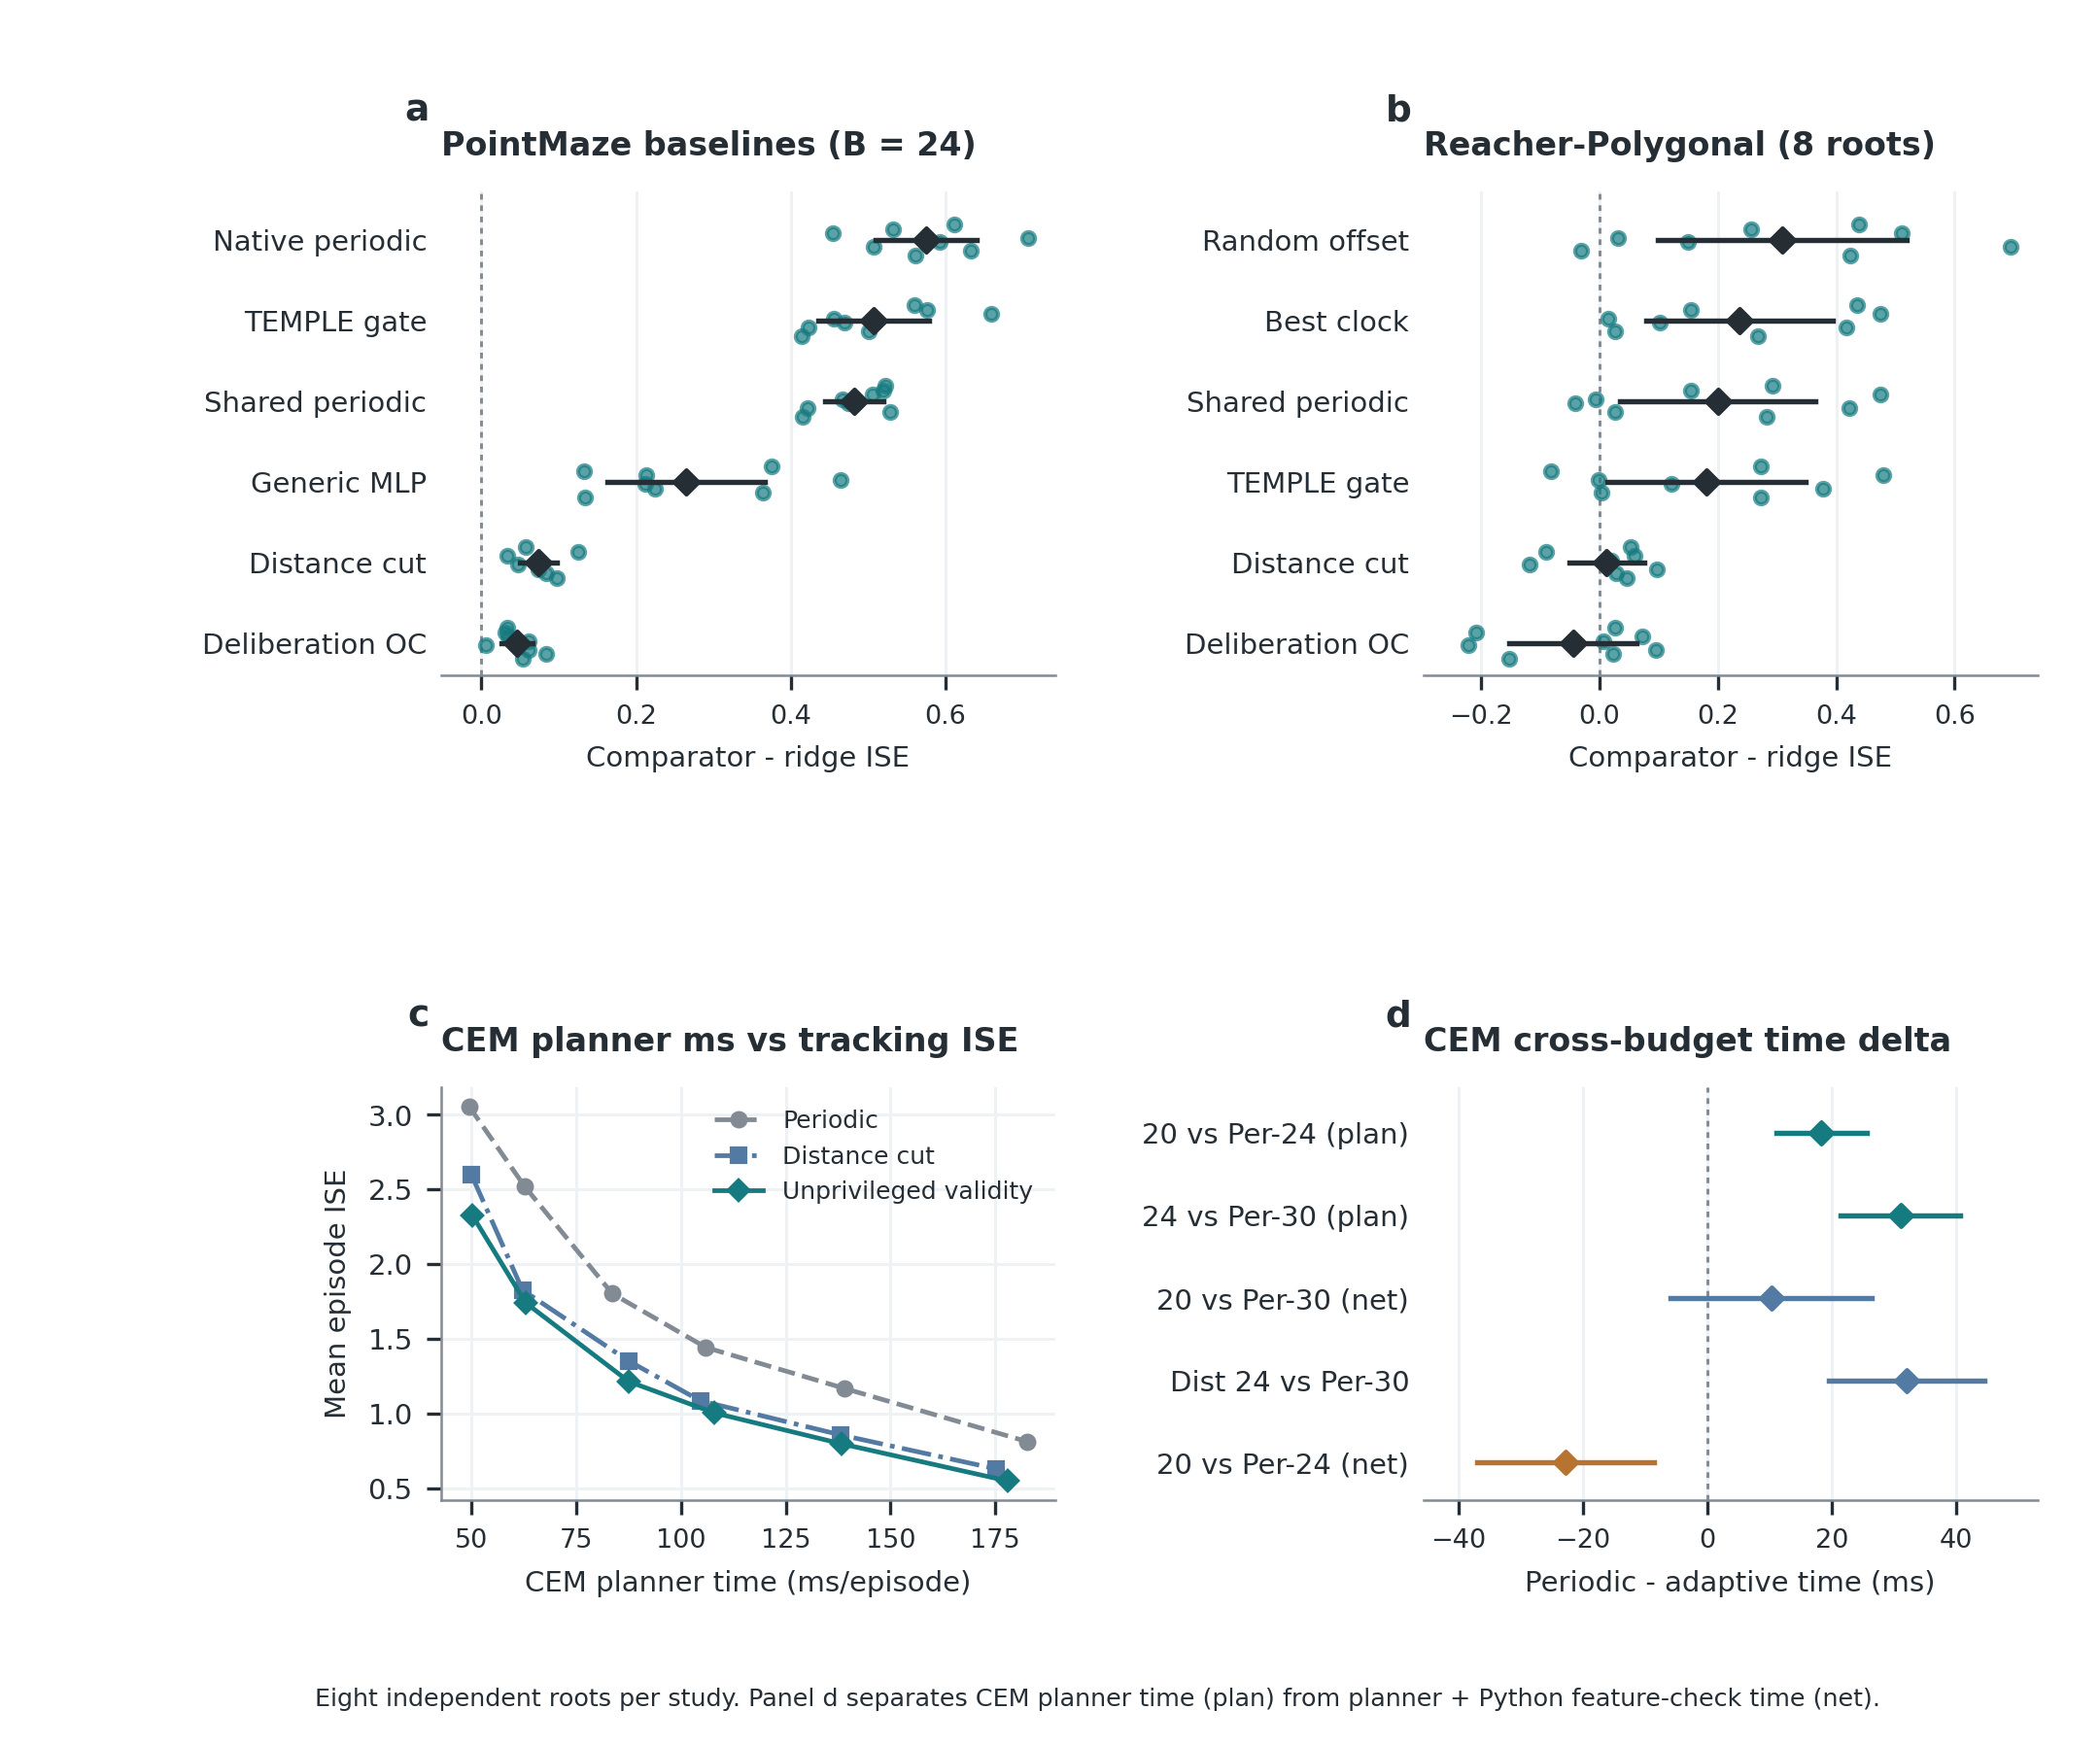 a
PointMaze baselines (B = 24)
Native periodic
TEMPLE gate
Shared periodic
Generic MLP
Distance cut
Deliberation OC
0.0 0.2 0.4 0.6
Comparator - ridge ISE
b
Reacher-Polygonal (8 roots)
Random offset
Best clock
Shared periodic
TEMPLE gate
Distance cut
Deliberation OC
−0.2 0.0 0.2 0.4 0.6
Comparator - ridge ISE
c
CEM planner ms vs tracking ISE
Mean episode ISE
3.0
2.5
2.0
1.5
1.0
0.5
Periodic
Distance cut
Unprivileged validity
50 75 100 125 150 175
CEM planner time (ms/episode)
d
CEM cross-budget time delta
20 vs Per-24 (plan)
24 vs Per-30 (plan)
20 vs Per-30 (net)
Dist 24 vs Per-30
20 vs Per-24 (net)
−40 −20 0 20 40
Periodic - adaptive time (ms)
Eight independent roots per study. Panel d separates CEM planner time (plan) from planner + Python feature-check time (net).